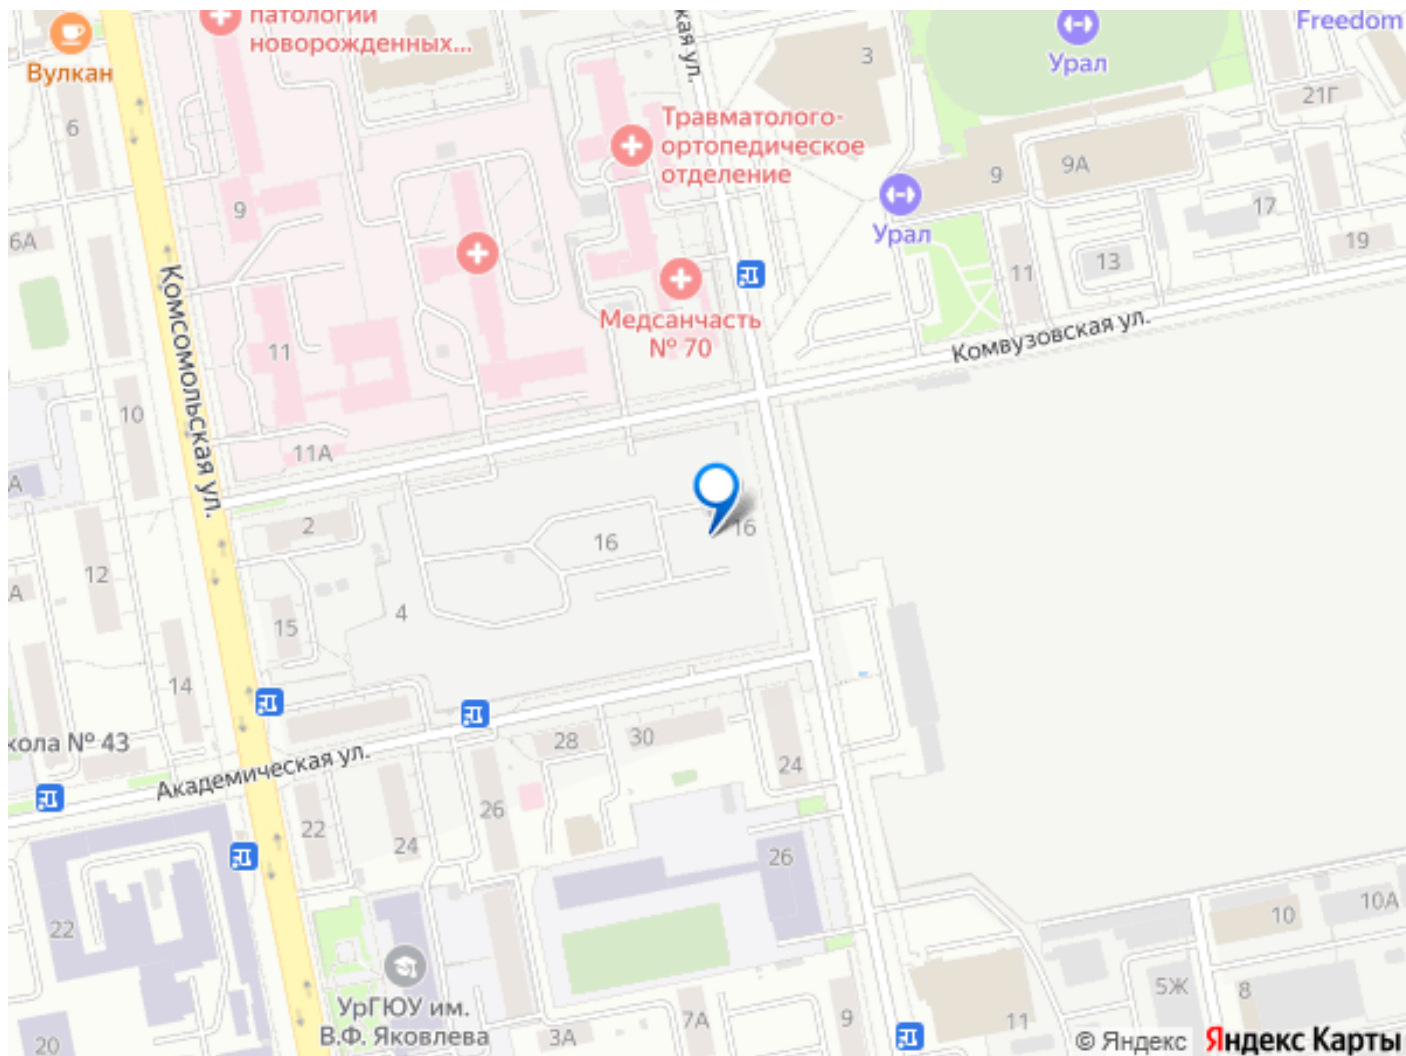 патологии
новорожденных...
Вулкан
6
кая ул.
3
Урал
Freedom
21Г
Травматолого-
ортопедическое
отделение
9
9А
9
Урал
17
6А
19
11
13
Комсомольская ул.
11
Медсанчасть
№ 70
Комвузовская ул.
10
11А
А
2
16
16
12
А
4
15
14
хола № 43
Академическая ул.
28
30
24
26
22
24
26
22
10
10А
УрГЮУ им.
В.Ф. Яковлева
3А
7А
9
11
5Ж
8
20
© Яндекс Яндекс Карты